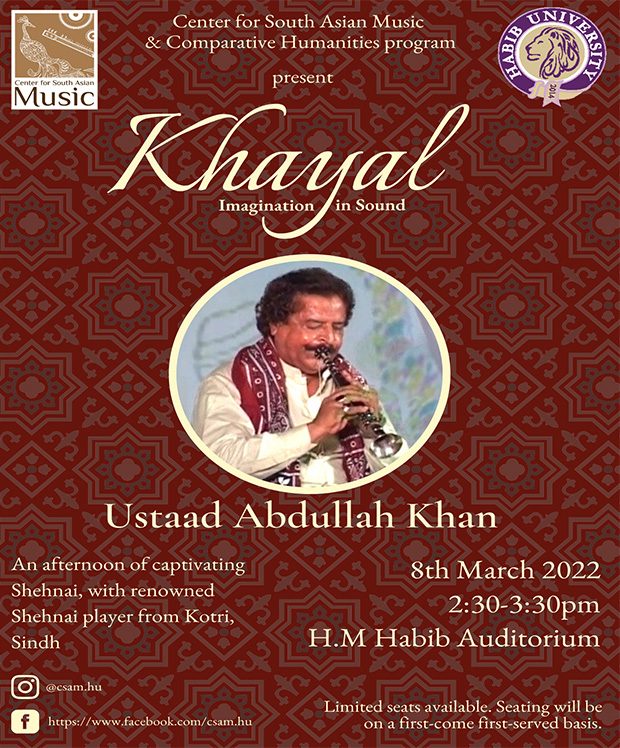 Center for South Asian Music
& Comparative Humanities program
present
Center for South Asian
Music
HABIB UNIVERSITY
2014
Khayal
Imagination in Sound
Ustaad Abdullah Khan
An afternoon of captivating
Shehnai, with renowned
Shehnai player from Kotri,
Sindh
8th March 2022
2:30-3:30pm
H.M Habib Auditorium
@csam.hu
https://www.facebook.com/csam.hu
Limited seats available. Seating will be
on a first-come first-served basis.